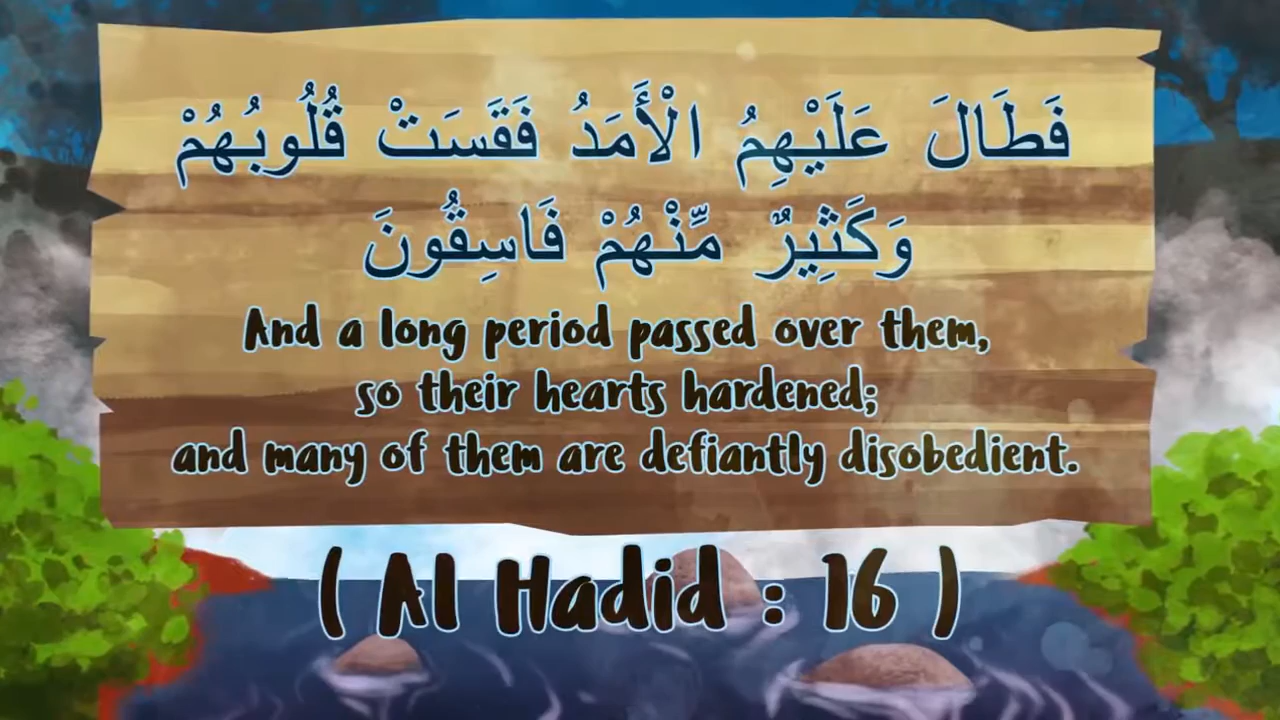 فَطَالَ عَلَيْهِمُ الْأَمَدُ فَقَسَتْ قُلُوبُهُمْ
وَكَثِيرٌ مِّنْهُمْ فَاسِقُونَ
And a long period passed over them,
so their hearts hardened;
and many of them are defiantly disobedient.
( Al Hadid : 16 )